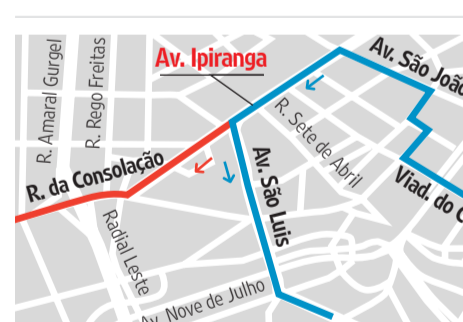 Av. Ipiranga
Av. São João
R. Amaral Gurgel
R. Rego Freitas
R. Sete de Abril
R. da Consolação
Av. São Luis
Viad. do
Radial Leste
Av. Nove de Julho